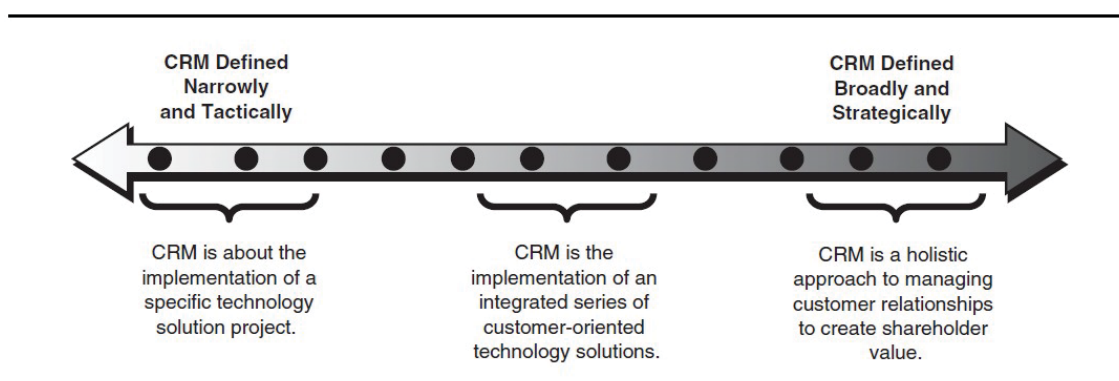 CRM Defined
Narrowly
and Tactically
CRM Defined
Broadly and
Strategically
CRM is about the
implementation of a
specific technology
solution project.
CRM is the
implementation of an
integrated series of
customer-oriented
technology solutions.
CRM is a holistic
approach to managing
customer relationships
to create shareholder
value.